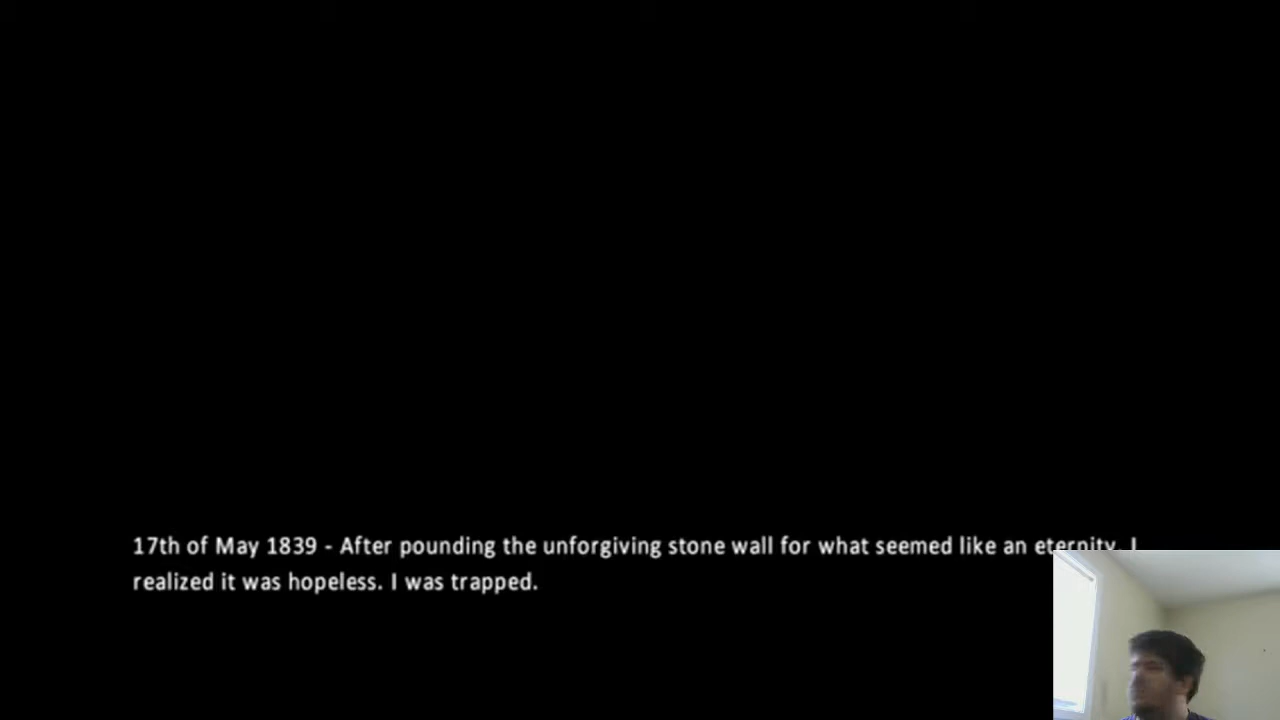 17th of May 1839 - After pounding the unforgiving stone wall for what seemed like an eternity, I
realized it was hopeless. I was trapped.